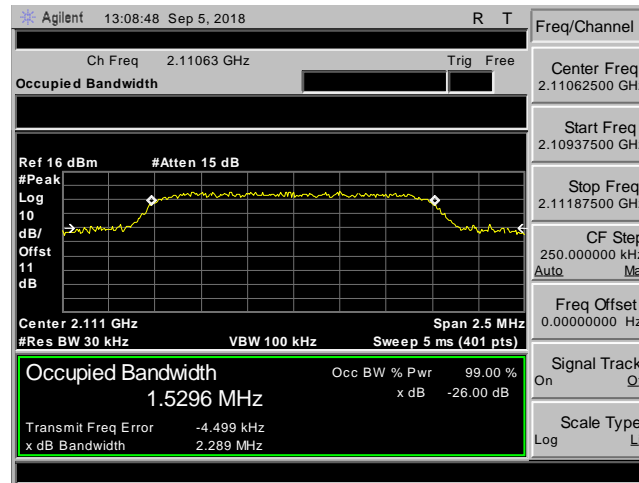 Agilent 13:08:48 Sep 5, 2018 R T
Freq/Channel
Ch Freq 2.11063 GHz Trig Free
Occupied Bandwidth
Center Freq
2.11062500 GH
Start Freq
2.10937500 GH
Stop Freq
2.11187500 GH
CF Step
250.000000 kHz
Auto Ma
Freq Offset
0.00000000 Hz
Signal Track
On O
Scale Type
Log L
Ref 16 dBm #Atten 15 dB
#Peak
Log
10
dB/
Offst
11
dB
Center 2.111 GHz Span 2.5 MHz
#Res BW 30 kHz VBW 100 kHz Sweep 5 ms (401 pts)
Occupied Bandwidth
1.5296 MHz
Occ BW % Pwr 99.00 %
x dB -26.00 dB
Transmit Freq Error -4.499 kHz
x dB Bandwidth 2.289 MHz